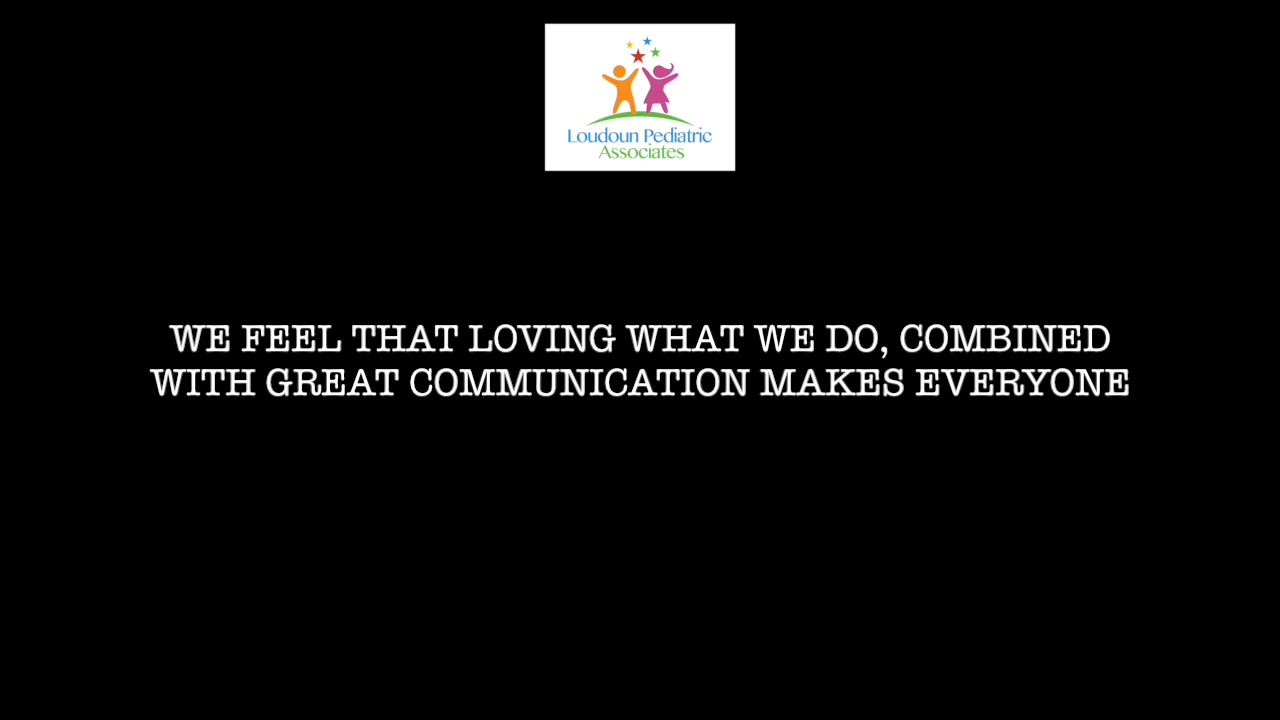 Loudoun Pediatric
Associates
WE FEEL THAT LOVING WHAT WE DO, COMBINED
WITH GREAT COMMUNICATION MAKES EVERYONE